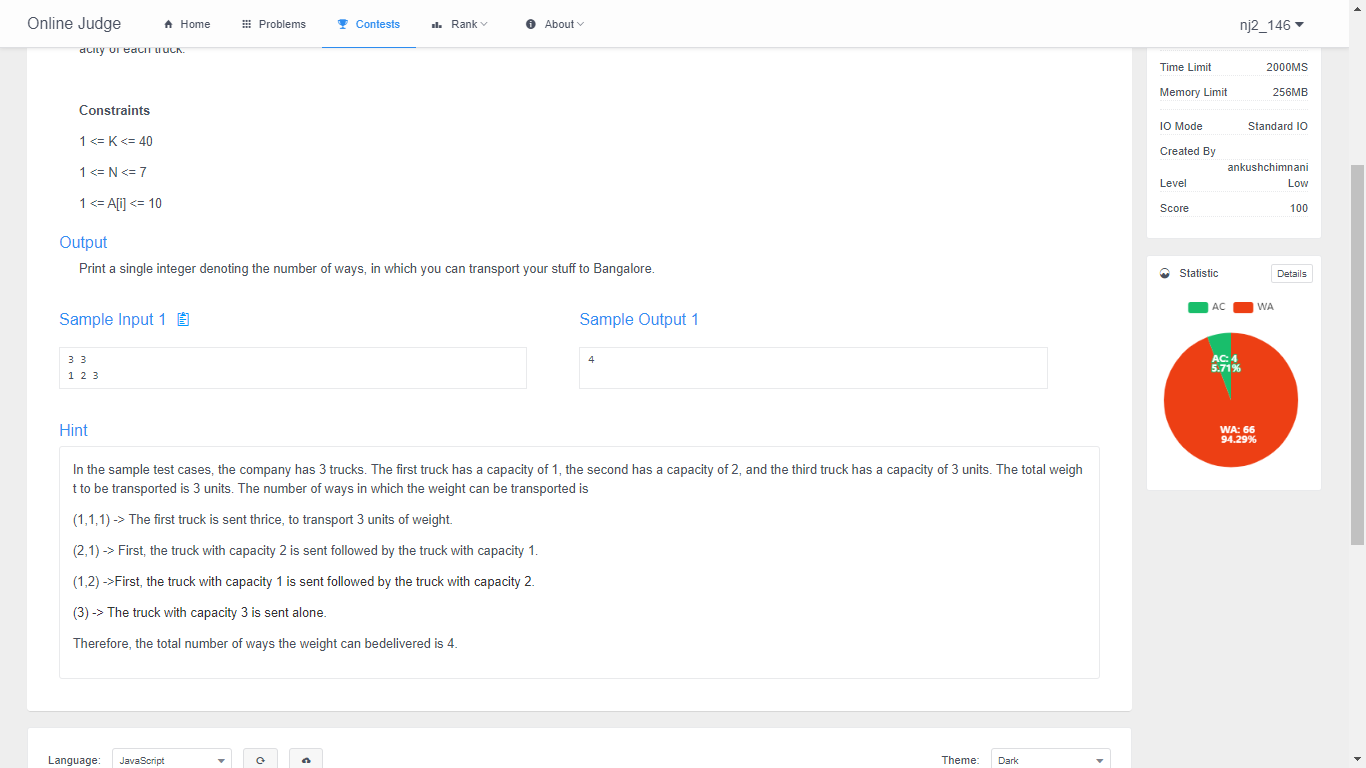 Online Judge
Home
Problems
Contests
Rank
About
nj2_146
acity of each truck.
Constraints
1 <= K <= 40
1 <= N <= 7
1 <= A[i] <= 10
Output
Print a single integer denoting the number of ways, in which you can transport your stuff to Bangalore.
Sample Input 1
3 3
1 2 3
Sample Output 1
4
Hint
In the sample test cases, the company has 3 trucks. The first truck has a capacity of 1, the second has a capacity of 2, and the third truck has a capacity of 3 units. The total weigh
t to be transported is 3 units. The number of ways in which the weight can be transported is
(1,1,1) -> The first truck is sent thrice, to transport 3 units of weight.
(2,1) -> First, the truck with capacity 2 is sent followed by the truck with capacity 1.
(1,2) ->First, the truck with capacity 1 is sent followed by the truck with capacity 2.
(3) -> The truck with capacity 3 is sent alone.
Therefore, the total number of ways the weight can bedelivered is 4.
Language:
JavaScript
Theme:
Dark
Time Limit 2000MS
Memory Limit 256MB
IO Mode Standard IO
Created By
ankushchimnani
Level Low
Score 100
Statistic
Details
AC WA
AC: 4
5.71%
WA: 66
94.29%